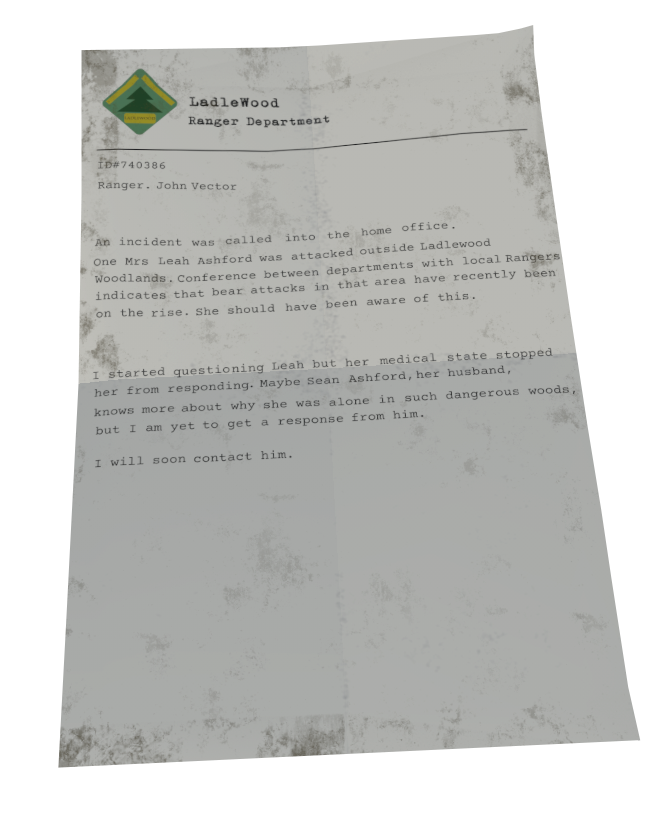 LadleWood
Ranger Department
ID#740386
Ranger. John Vector
An incident was called into the home office.
One Mrs Leah Ashford was attacked outside Ladlewood
Woodlands. Conference between departments with local Rangers
indicates that bear attacks in that area have recently been
on the rise. She should have been aware of this.
I started questioning Leah but her medical state stopped
her from responding. Maybe Sean Ashford, her husband,
knows more about why she was alone in such dangerous woods,
but I am yet to get a response from him.
I will soon contact him.